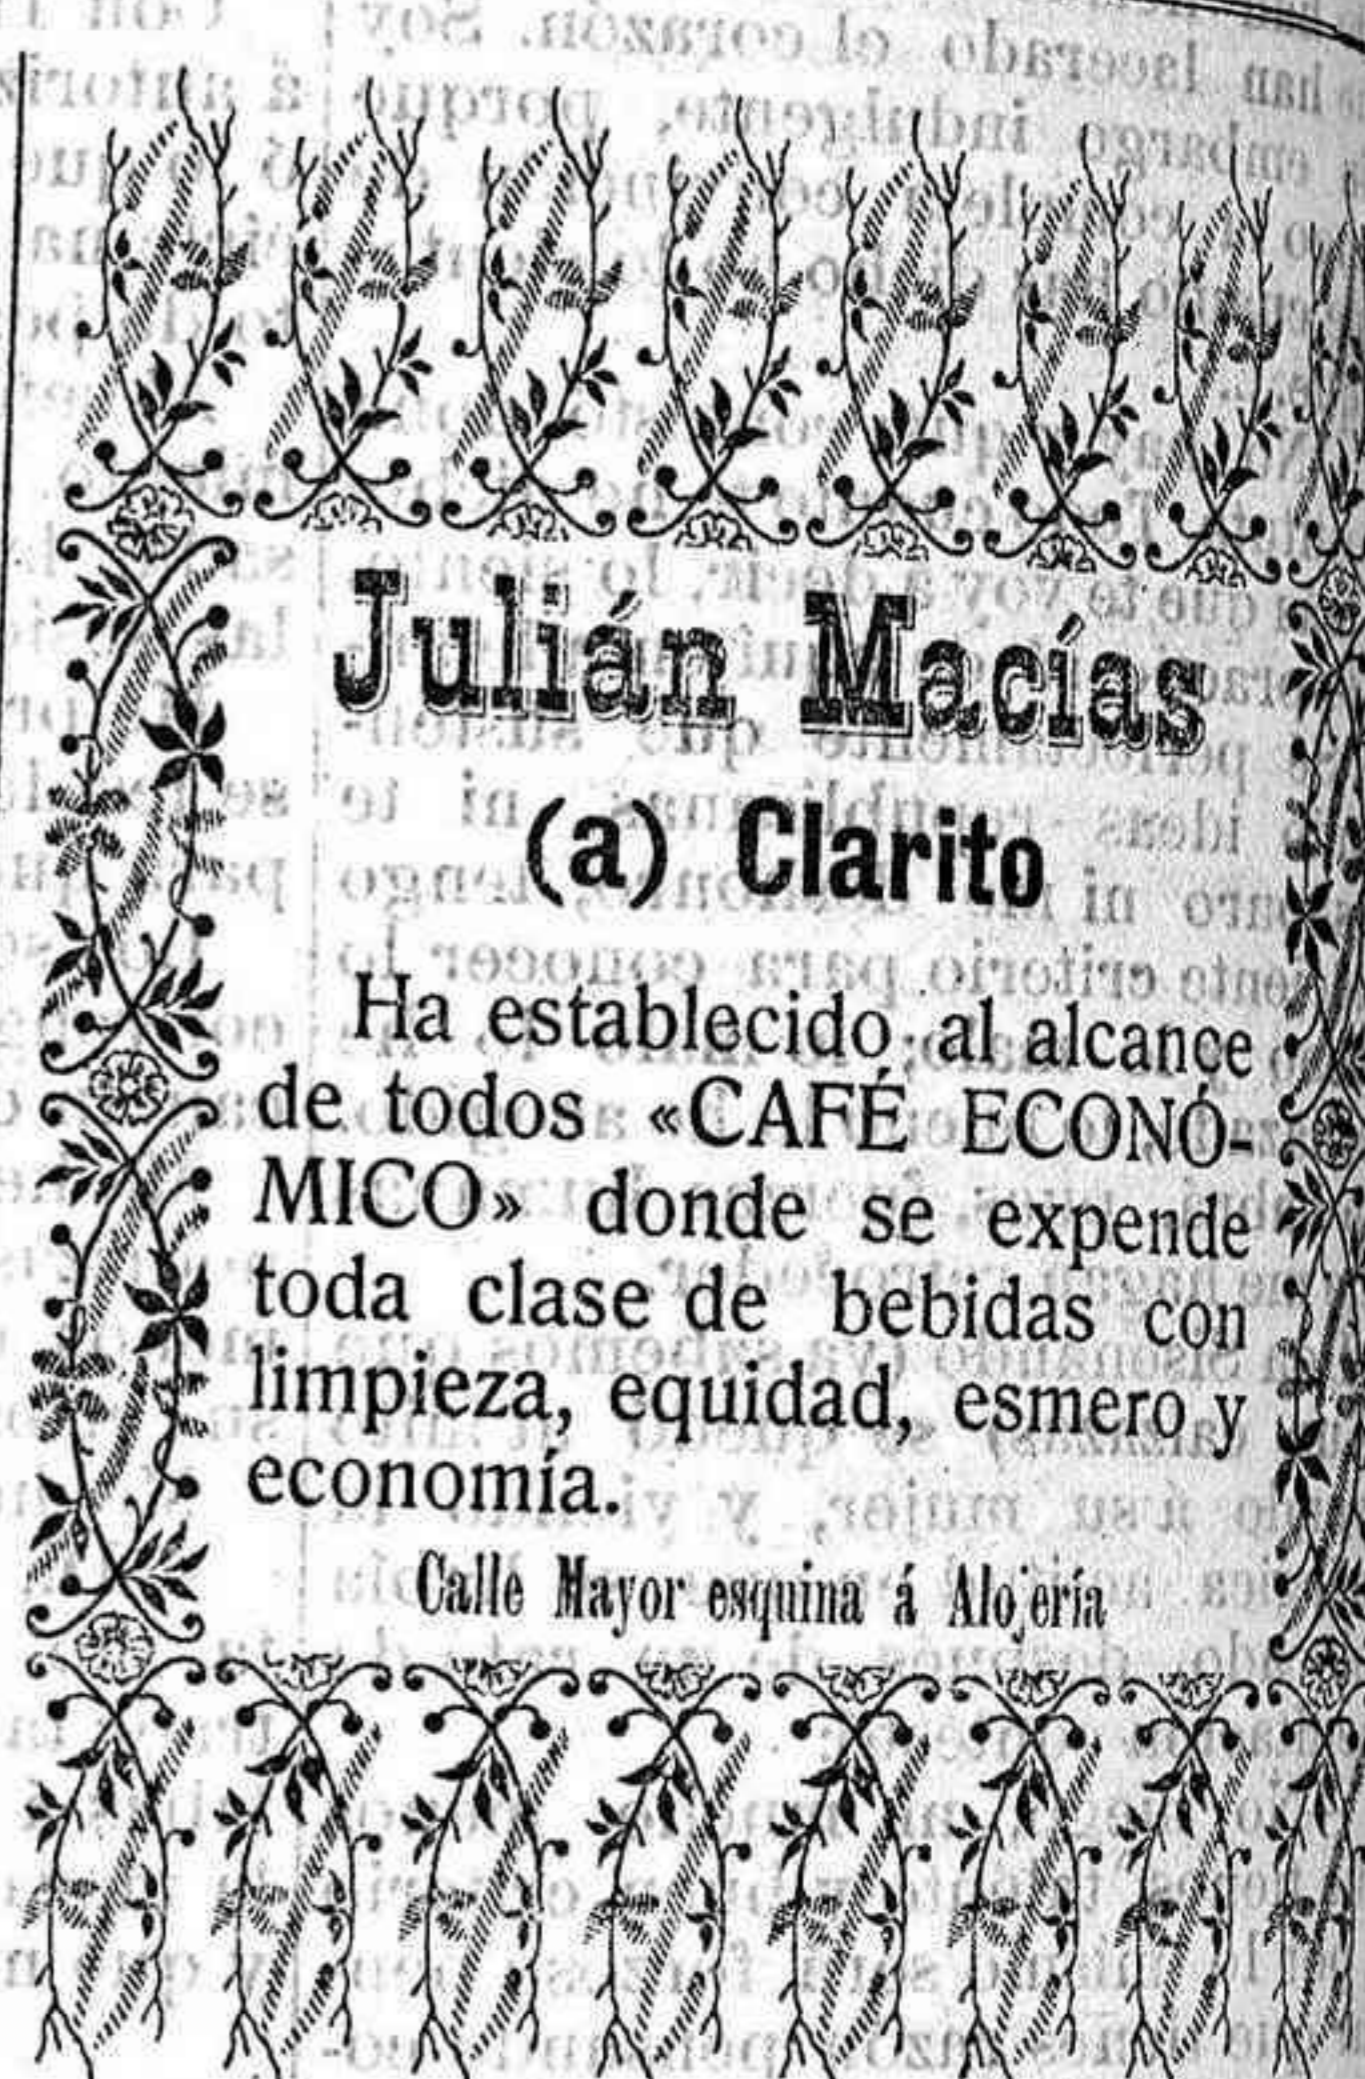 Julián Macías
(a) Clarito
Ha establecido al alcance
de todos «CAFÉ ECONÓ-
MICO» donde se expende
toda clase de bebidas con
limpieza, equidad, esmero y
economía.
Calle Mayor esquina á Alojería